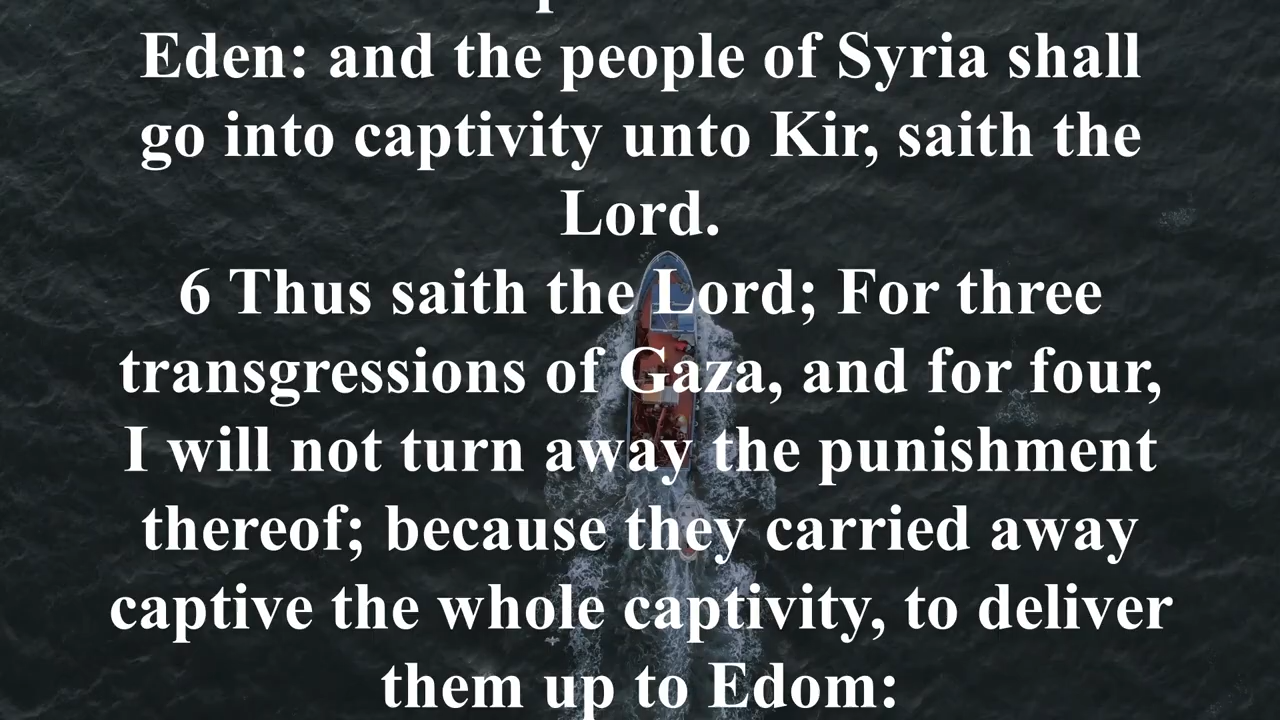 Eden: and the people of Syria shall
go into captivity unto Kir, saith the
Lord.
6 Thus saith the Lord; For three
transgressions of Gaza, and for four,
I will not turn away the punishment
thereof; because they carried away
captive the whole captivity, to deliver
them up to Edom: